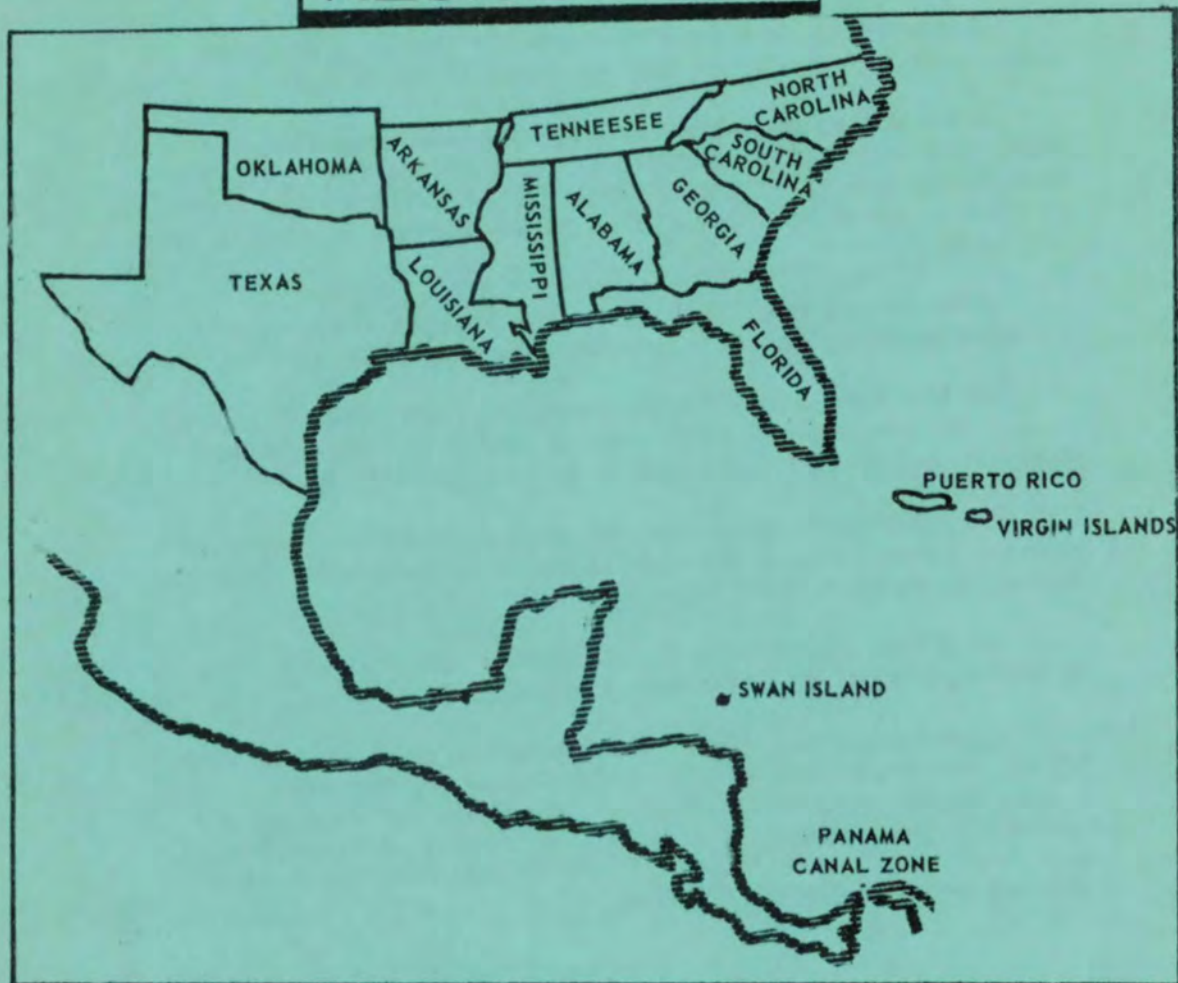 NORTH
CAROLINA
TENNEESEE
SOUTH
CAROLINA
OKLAHOMA
ARKANSAS
MISSISSIPPI
ALABAMA
GEORGIA
TEXAS
LOUISIANA
FLORIDA
PUERTO RICO
VIRGIN ISLANDS
SWAN ISLAND
PANAMA
CANAL ZONE